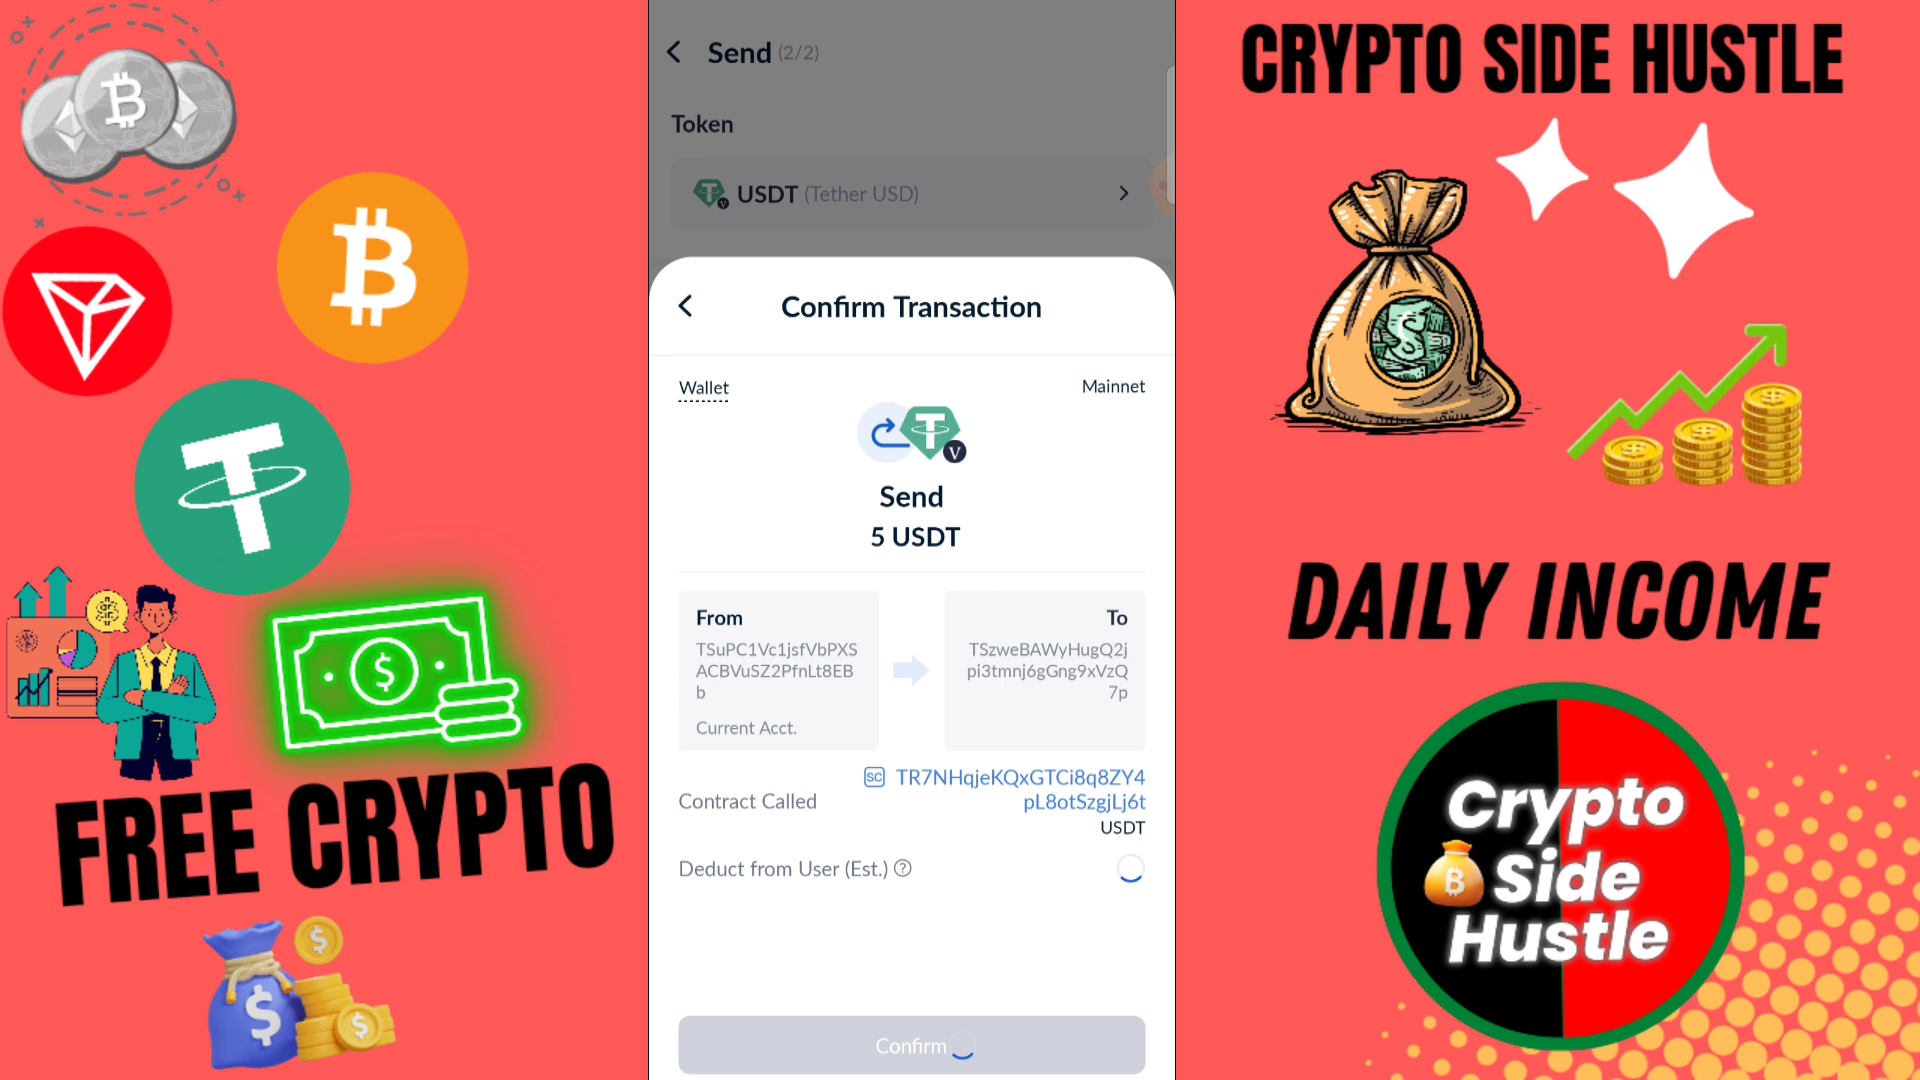 FREE CRYPTO
Send (2/2)
Token
USDT (Tether USD)
Confirm Transaction
Wallet
Mainnet
V
Send
5 USDT
From
TSuPC1Vc1jsfVbPXS
ACBVuSZ2PfnLt8EB
b
Current Acct.
To
TSzweBAWyHugQ2j
pi3tmnj6gGng9xVzQ
7p
Contract Called
SC TR7NHqjeKQxGTCi8q8ZY4
pL8otSzgjLj6t
USDT
Deduct from User (Est.) ?
Confirm
CRYPTO SIDE HUSTLE
DAILY INCOME
Crypto
Side
Hustle